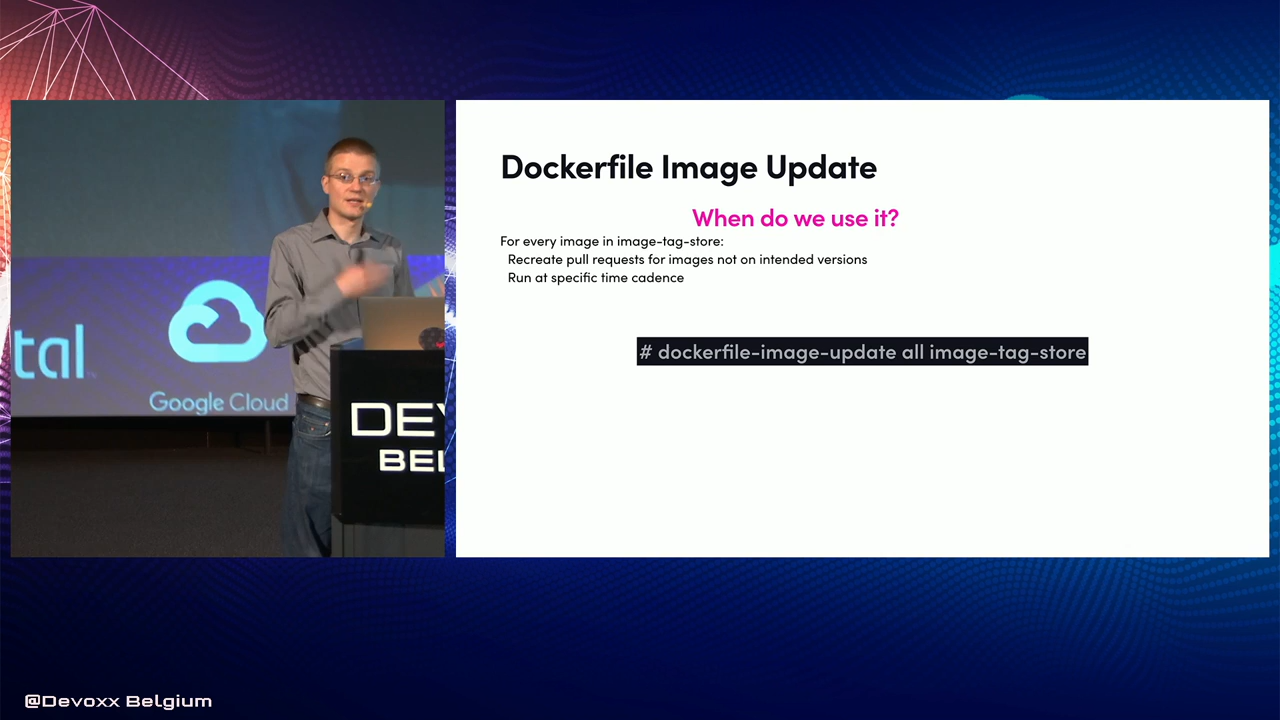 Dockerfile Image Update
When do we use it?
For every image in image-tag-store:
Recreate pull requests for images not on intended versions
Run at specific time cadence
# dockerfile-image-update all image-tag-store
tal
Google Cloud
DEV
BEL
@Devoxx Belgium